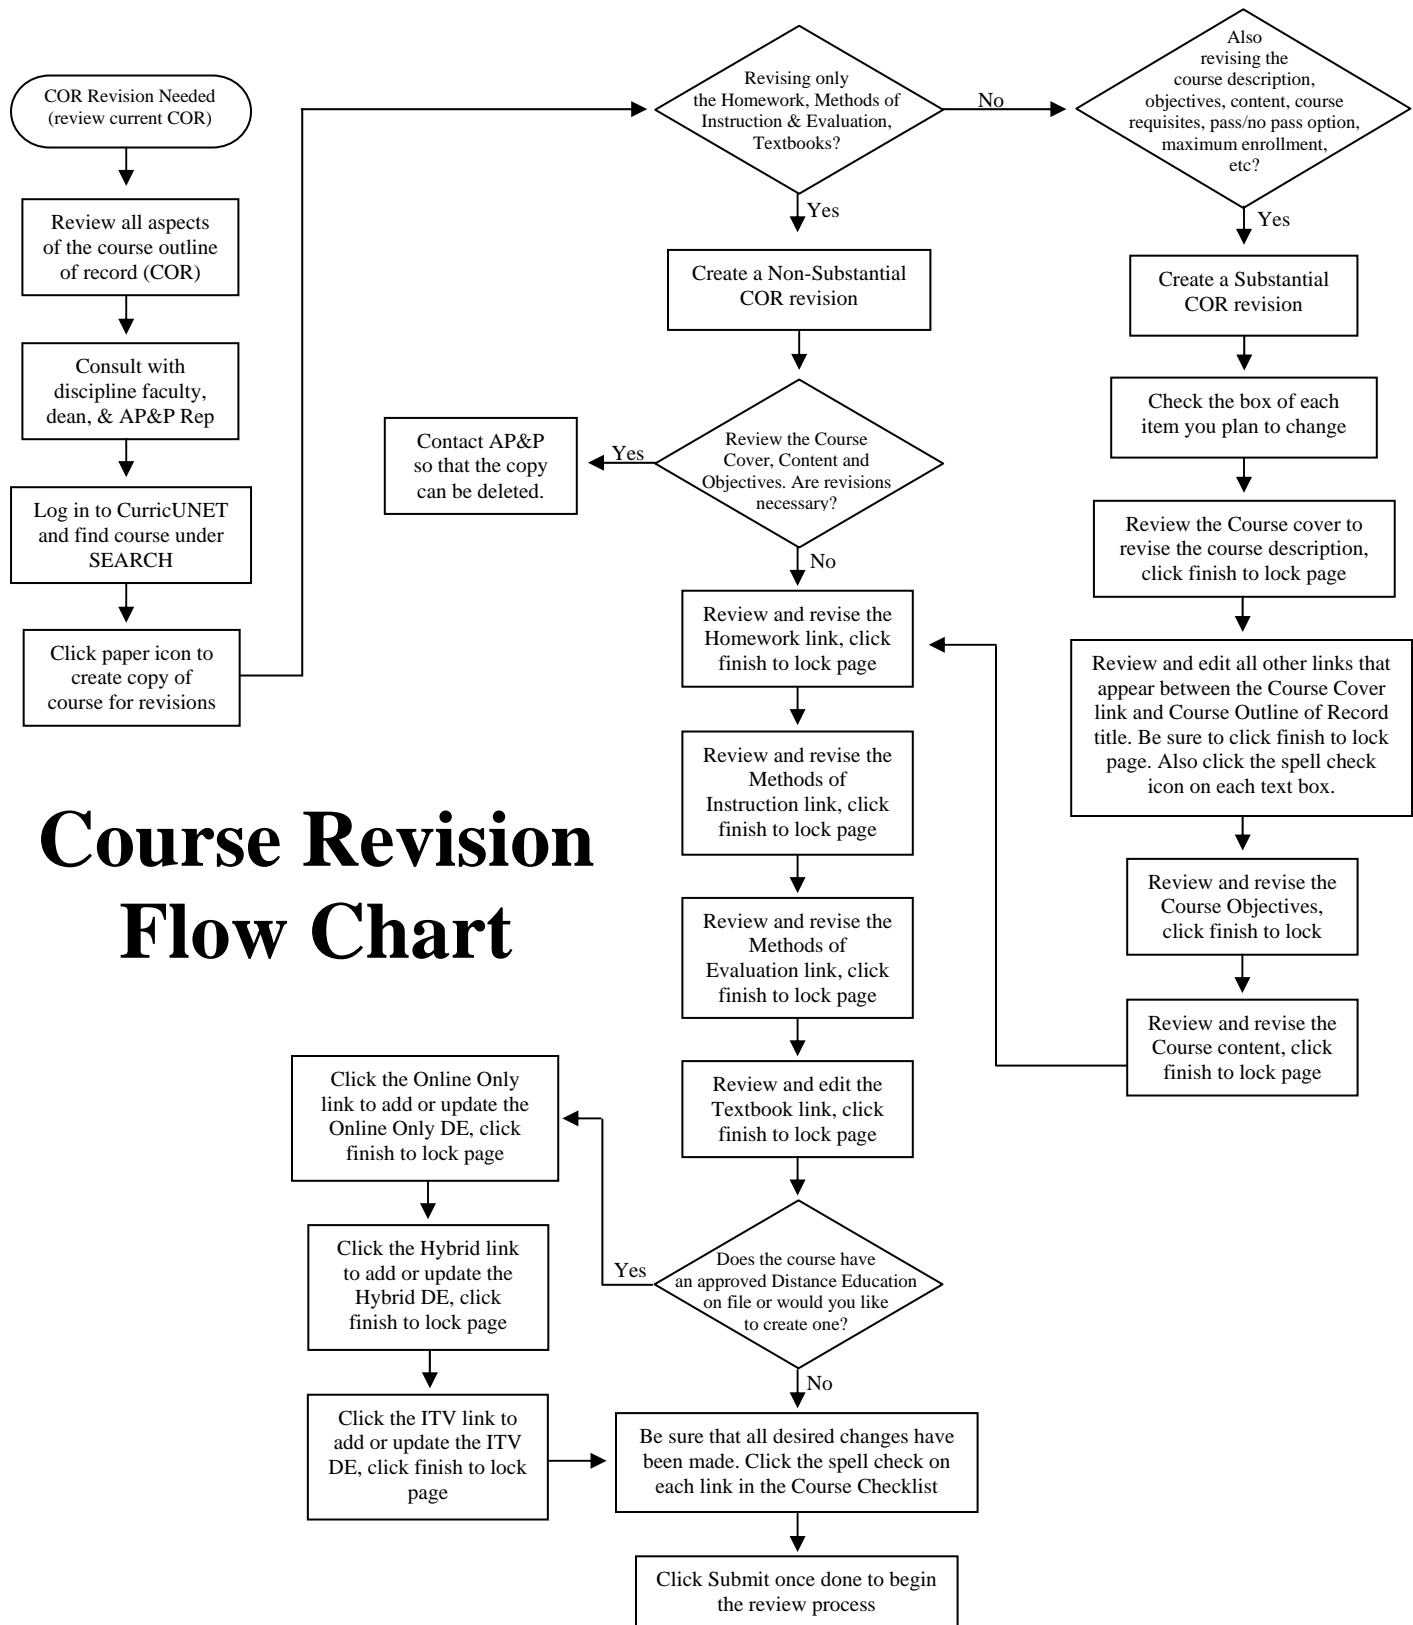 COR Revision Needed
(review current COR)
Review all aspects
of the course outline
of record (COR)
Consult with
discipline faculty,
dean, & AP&P Rep
Log in to CurricUNET
and find course under
SEARCH
Click paper icon to
create copy of
course for revisions
Revising only
the Homework, Methods of
Instruction & Evaluation,
Textbooks?
No
Yes
Also
revising the
course description,
objectives, content, course
requisites, pass/no pass option,
maximum enrollment,
etc?
Yes
Create a Non-Substantial
COR revision
Review the Course
Cover, Content and
Objectives. Are revisions
necessary?
Yes
Contact AP&P
so that the copy
can be deleted.
No
Create a Substantial
COR revision
Check the box of each
item you plan to change
Review the Course cover to
revise the course description,
click finish to lock page
Review and edit all other links that
appear between the Course Cover
link and Course Outline of Record
title. Be sure to click finish to lock
page. Also click the spell check
icon on each text box.
Review and revise the
Course Objectives,
click finish to lock
Review and revise the
Course content, click
finish to lock page
Review and revise the
Homework link, click
finish to lock page
Review and revise the
Methods of
Instruction link, click
finish to lock page
Review and revise the
Methods of
Evaluation link, click
finish to lock page
Review and edit the
Textbook link, click
finish to lock page
Course Revision
Flow Chart
Does the course have
an approved Distance Education
on file or would you like
to create one?
Yes
Click the Online Only
link to add or update the
Online Only DE, click
finish to lock page
Click the Hybrid link
to add or update the
Hybrid DE, click
finish to lock page
Click the ITV link to
add or update the ITV
DE, click finish to lock
page
No
Be sure that all desired changes have
been made. Click the spell check on
each link in the Course Checklist
Click Submit once done to begin
the review process